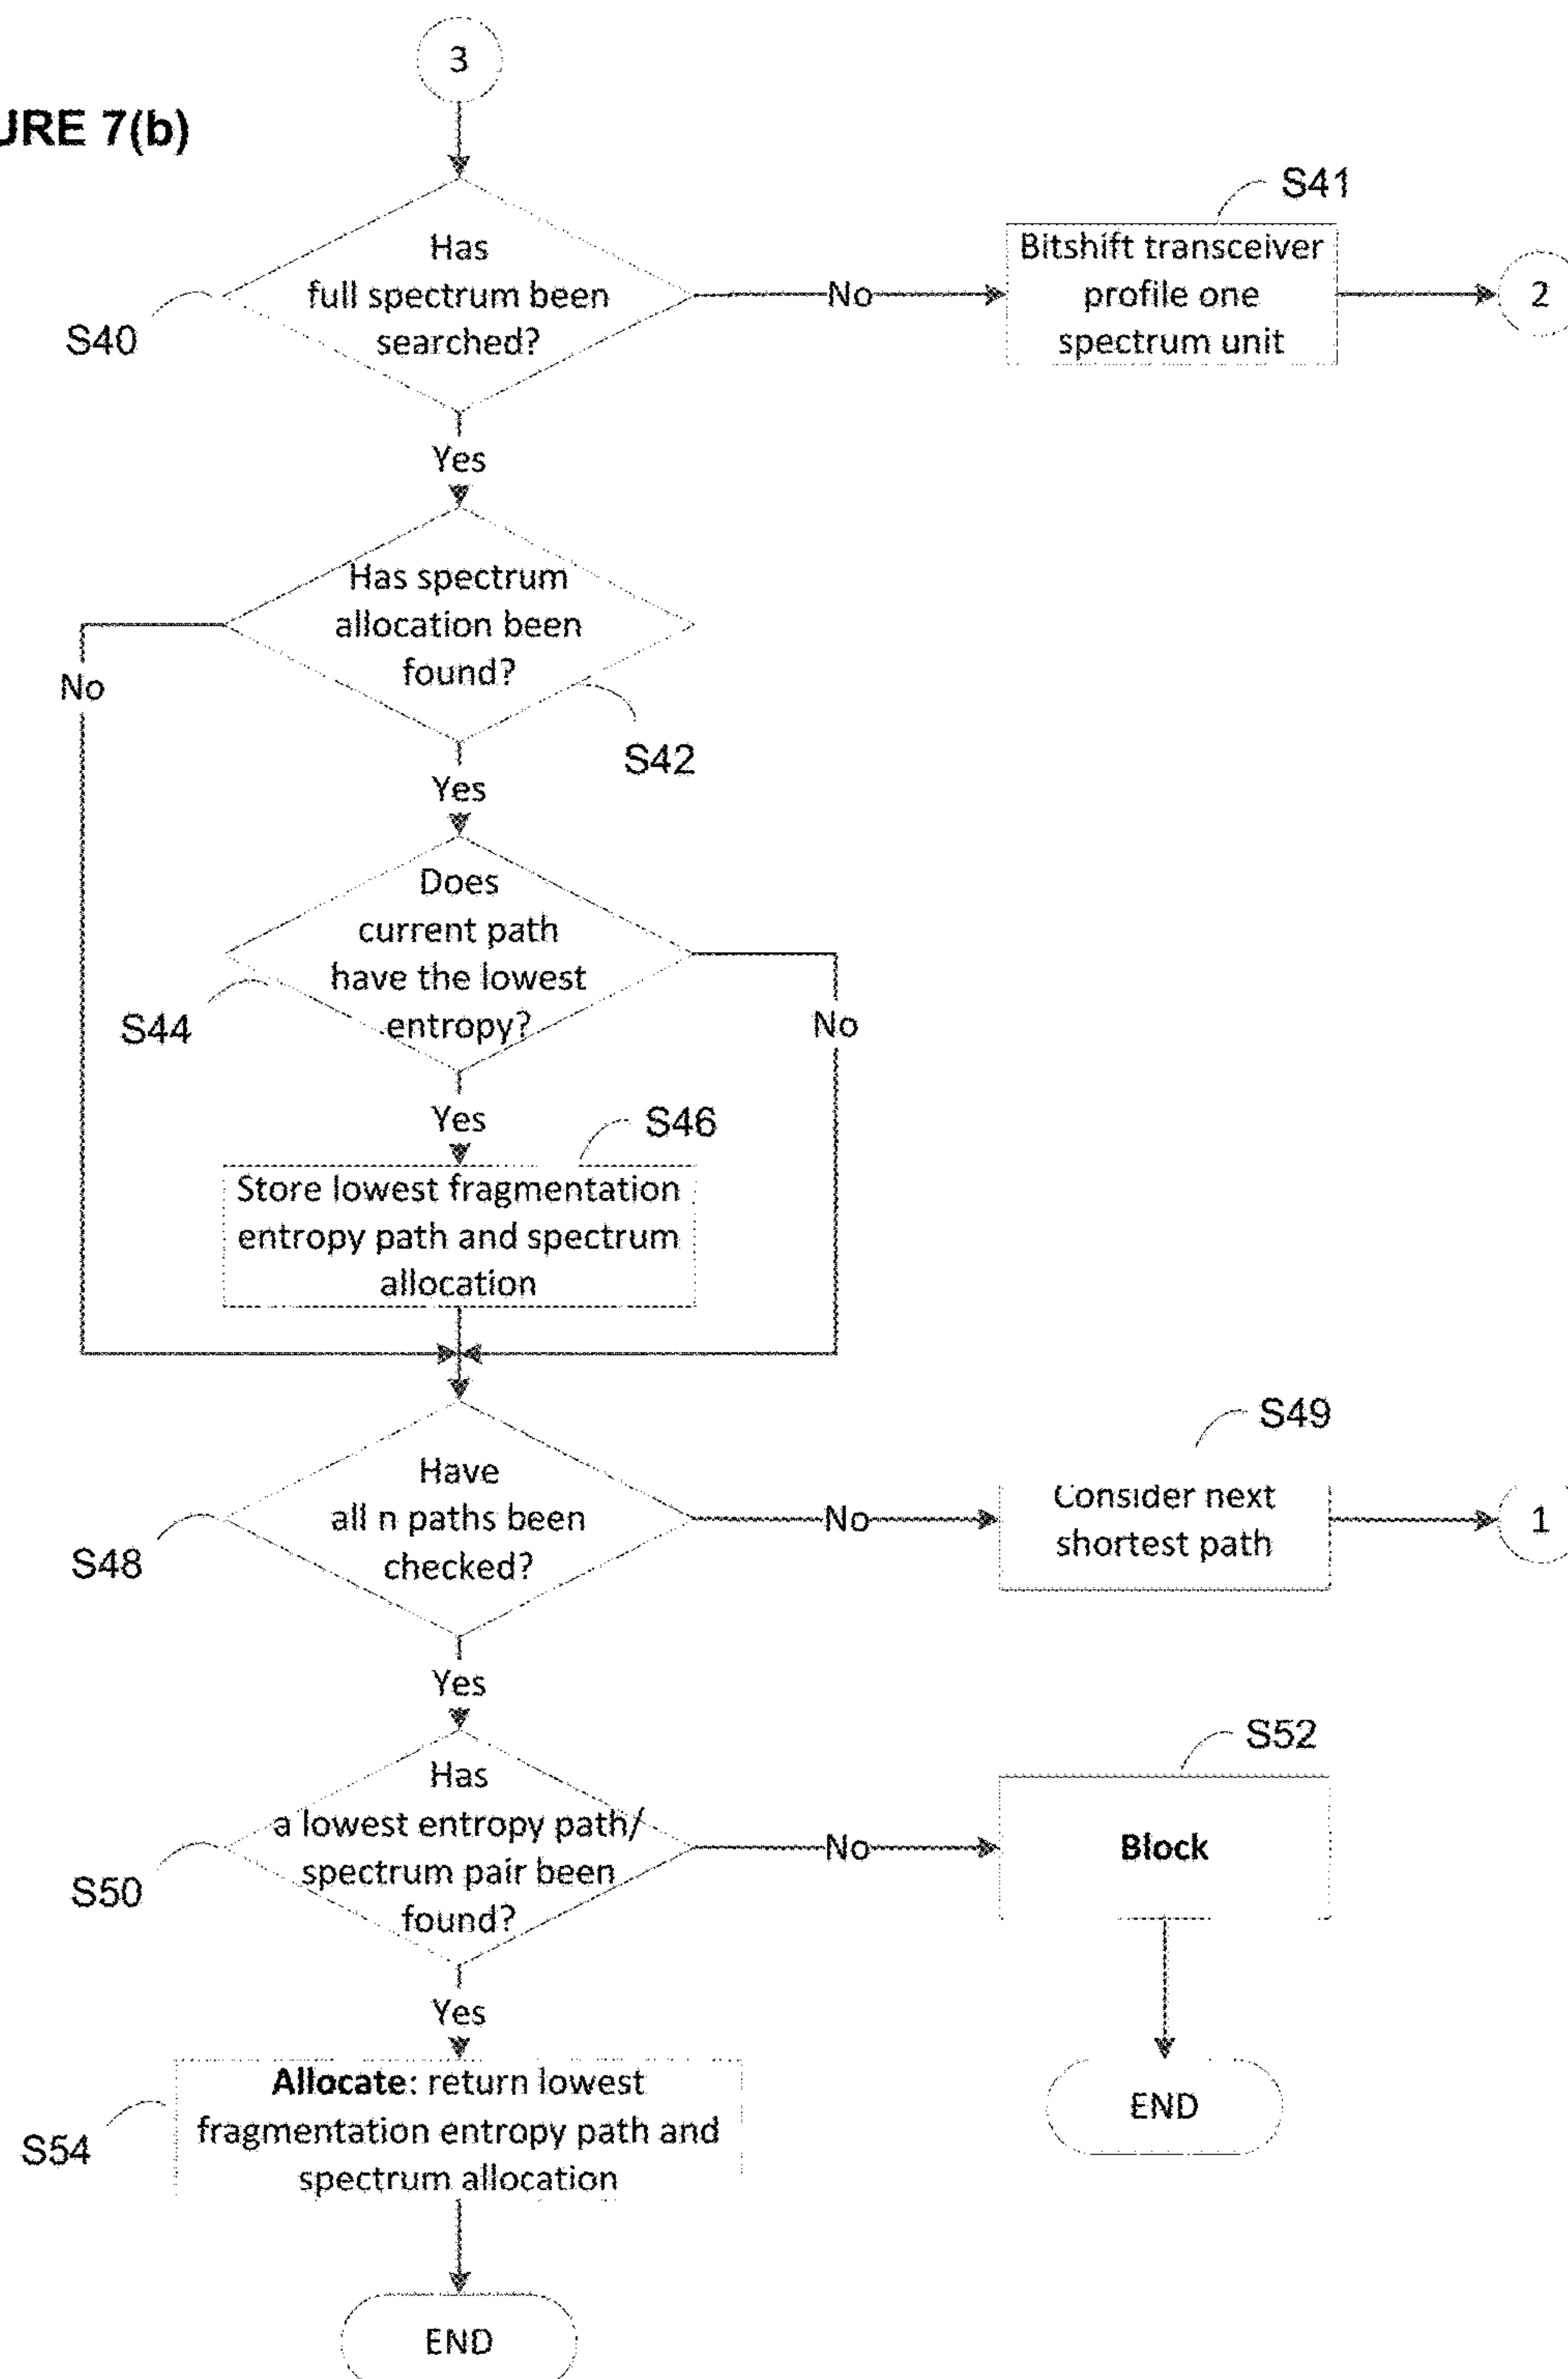 3
URE 7(b)
S41
Has
full spectrum been
searched?
S40
No
Bitshift transceiver
profile one
spectrum unit
2
Yes
Has spectrum
allocation been
found?
No
S42
Yes
Does
current path
have the lowest
entropy?
S44
No
Yes
S46
Store lowest fragmentation
entropy path and spectrum
allocation
S49
Have
all n paths been
checked?
S48
No
Consider next
shortest path
1
Yes
S52
Has
a lowest entropy path/
spectrum pair been
found?
S50
No
Block
Yes
Allocate: return lowest
fragmentation entropy path and
spectrum allocation
S54
END
END